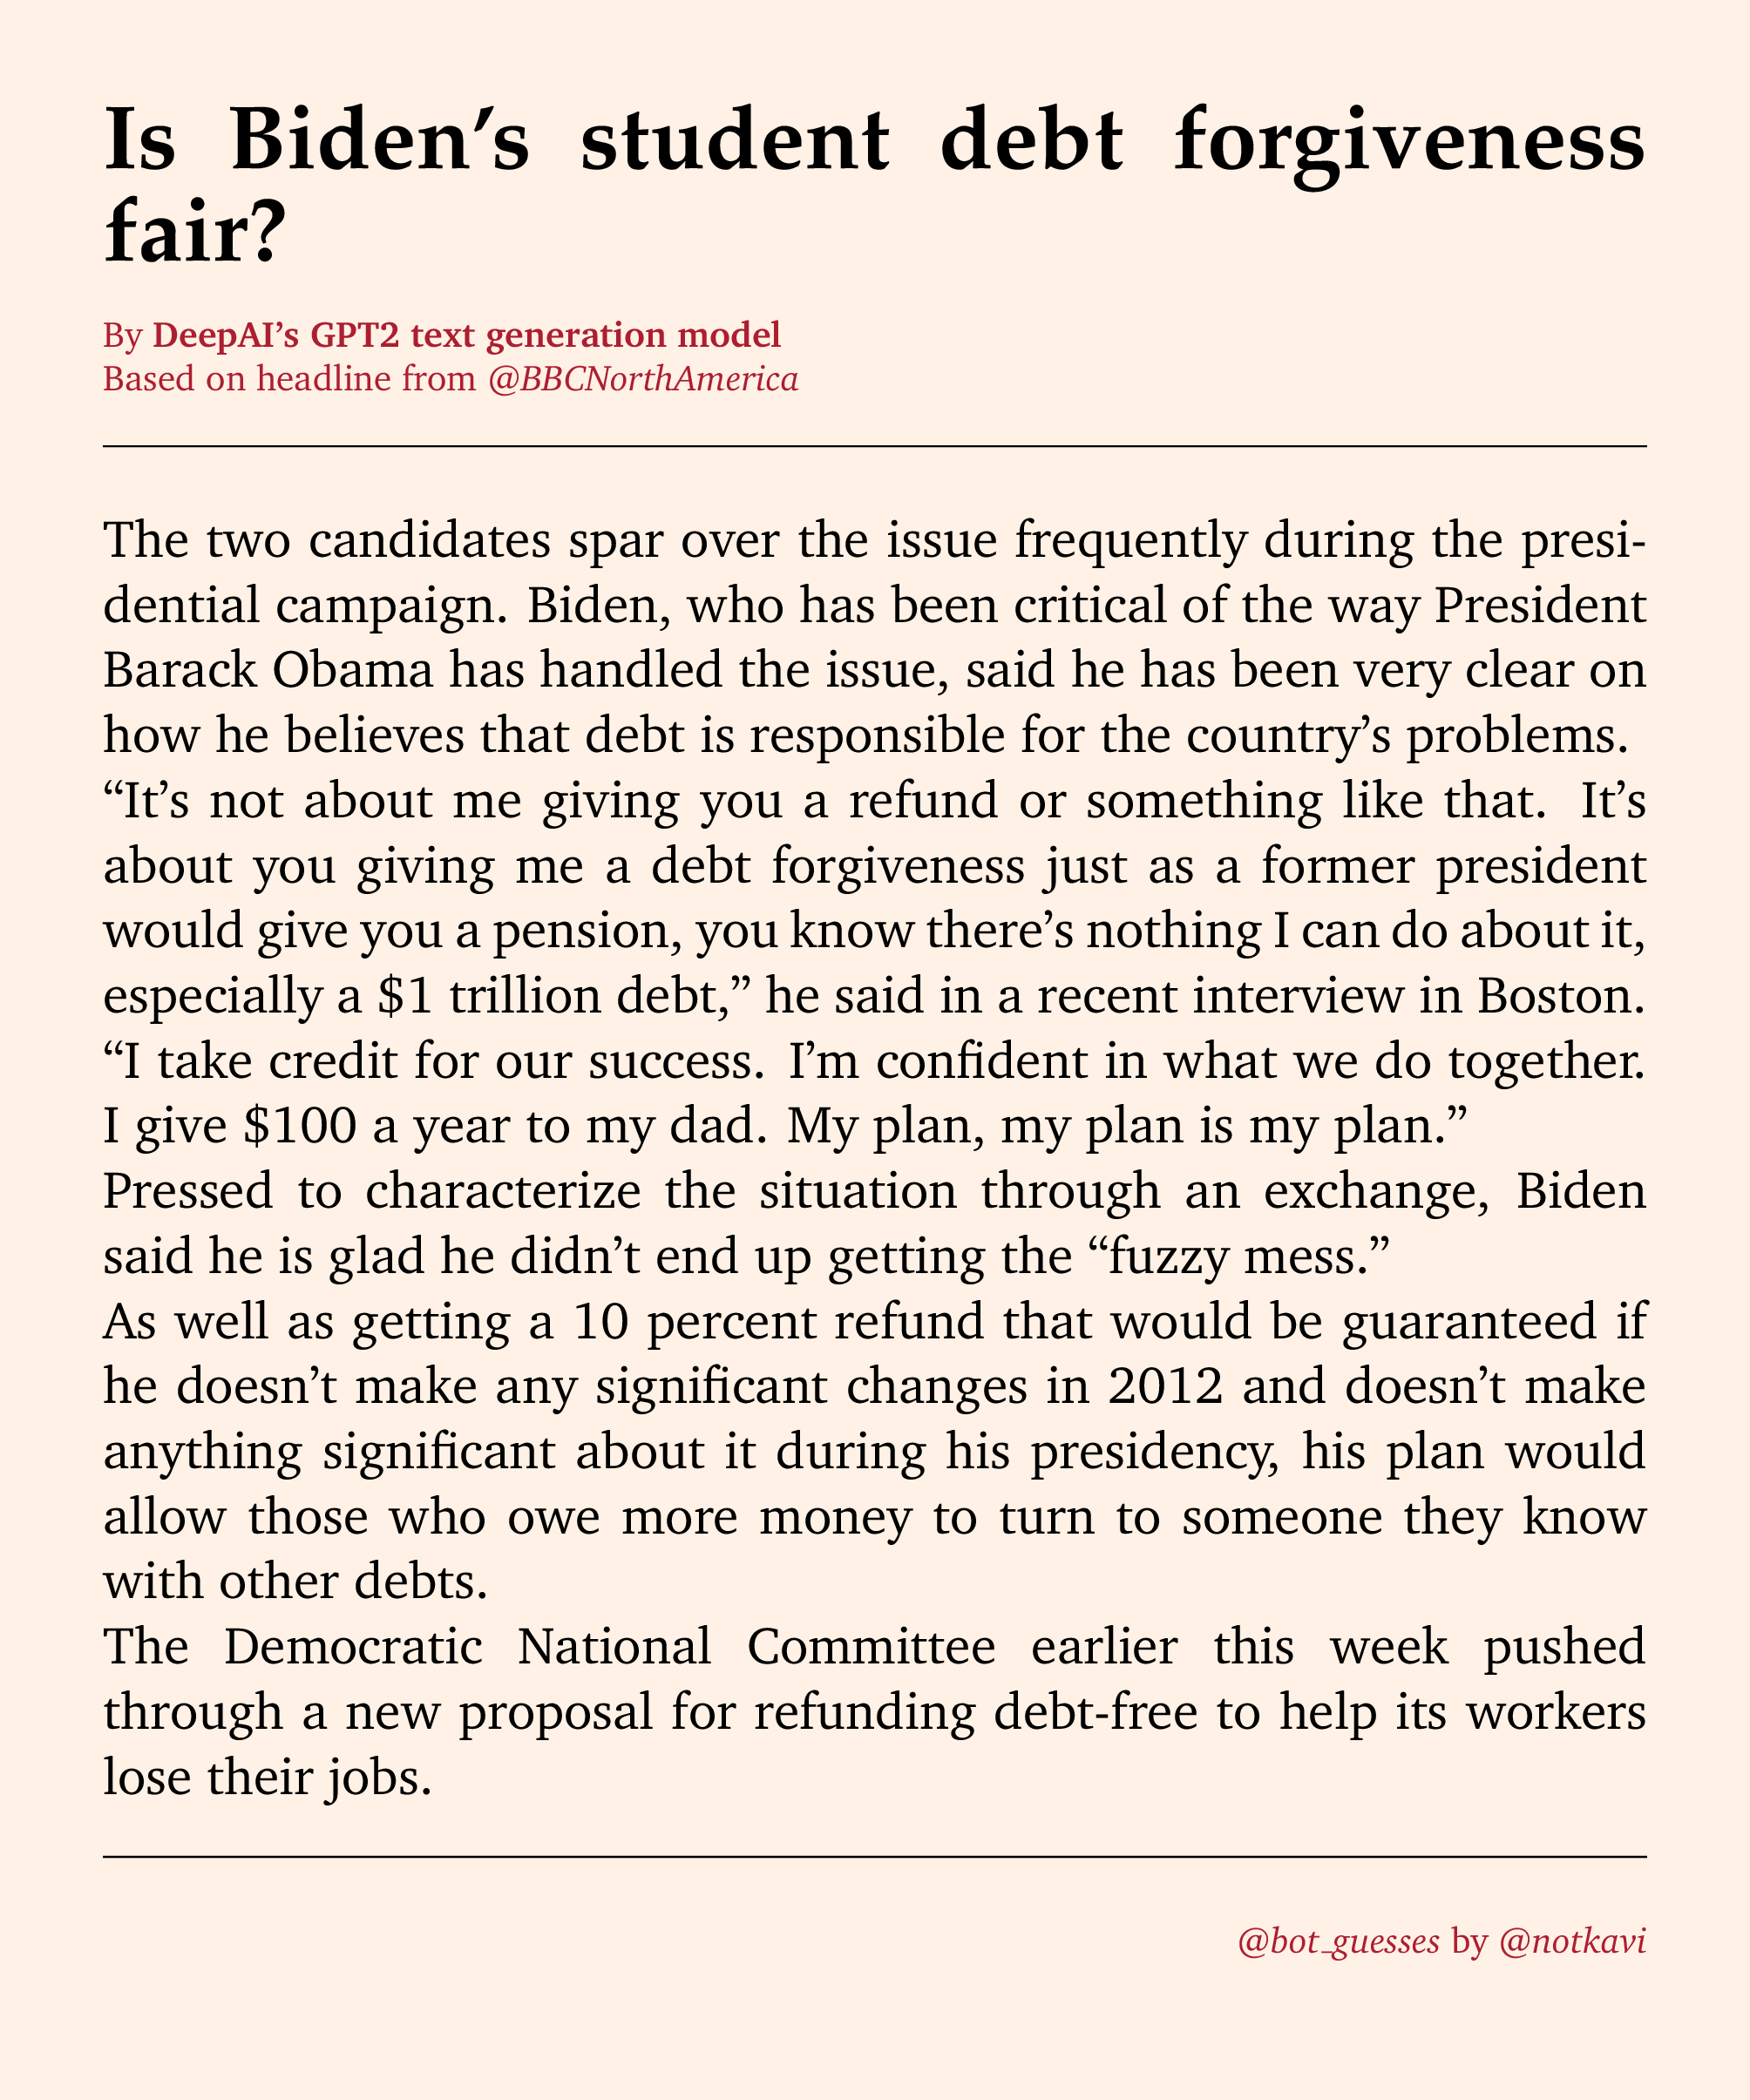 Is Biden’s student debt forgiveness
fair?
By DeepAI’s GPT2 text generation model
Based on headline from @BBCNorthAmerica
The two candidates spar over the issue frequently during the presi-
dential campaign. Biden, who has been critical of the way President
Barack Obama has handled the issue, said he has been very clear on
how he believes that debt is responsible for the country’s problems.
“It’s not about me giving you a refund or something like that. It’s
about you giving me a debt forgiveness just as a former president
would give you a pension, you know there’s nothing I can do about it,
especially a $1 trillion debt,” he said in a recent interview in Boston.
“I take credit for our success. I’m confident in what we do together.
I give $100 a year to my dad. My plan, my plan is my plan.”
Pressed to characterize the situation through an exchange, Biden
said he is glad he didn’t end up getting the “fuzzy mess.”
As well as getting a 10 percent refund that would be guaranteed if
he doesn’t make any significant changes in 2012 and doesn’t make
anything significant about it during his presidency, his plan would
allow those who owe more money to turn to someone they know
with other debts.
The Democratic National Committee earlier this week pushed
through a new proposal for refunding debt-free to help its workers
lose their jobs.
@bot_guesses by @notkavi